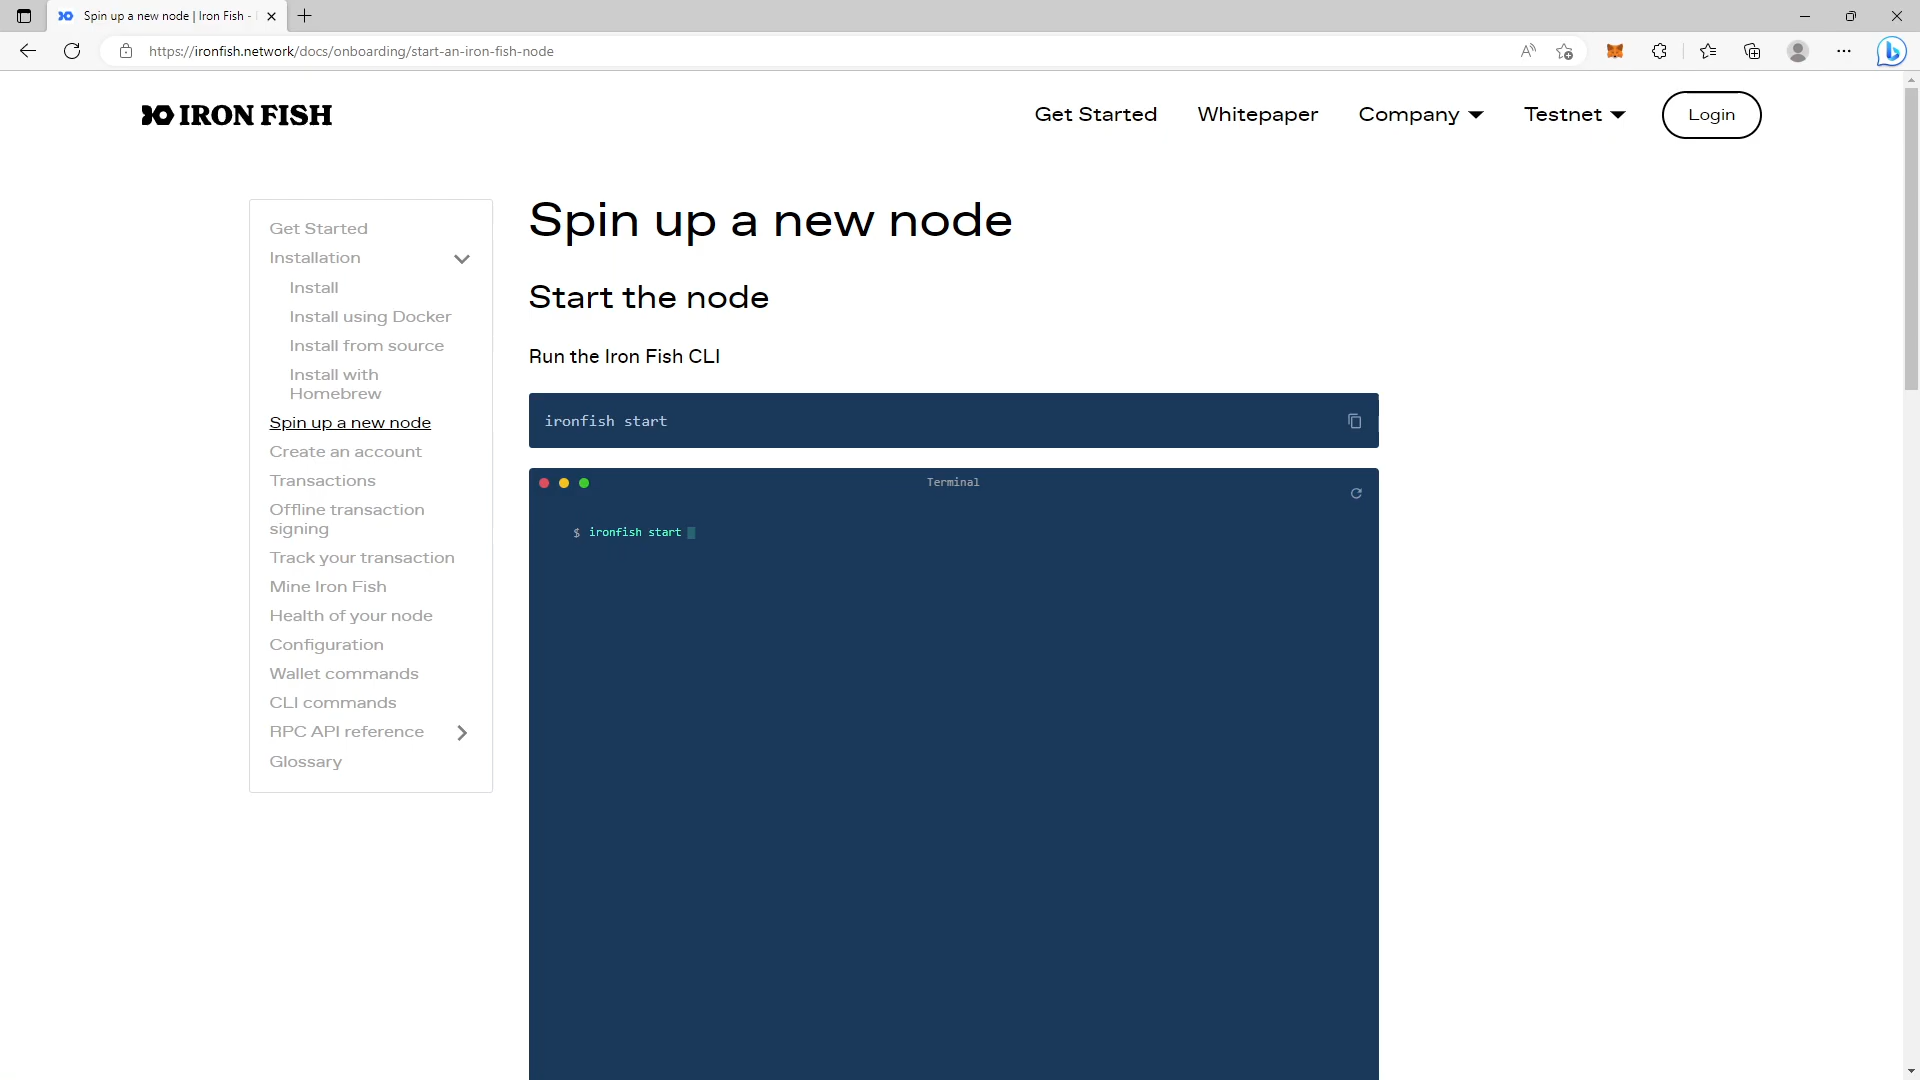 Spin up a new node | Iron Fish -
https://ironfish.network/docs/onboarding/start-an-iron-fish-node
IRON FISH
Get Started
Whitepaper
Company
Testnet
Login
Get Started
Installation
Install
Install using Docker
Install from source
Install with
Homebrew
Spin up a new node
Create an account
Transactions
Offline transaction
signing
Track your transaction
Mine Iron Fish
Health of your node
Configuration
Wallet commands
CLI commands
RPC API reference
Glossary
Spin up a new node
Start the node
Run the Iron Fish CLI
ironfish start
Terminal
$ ironfish start